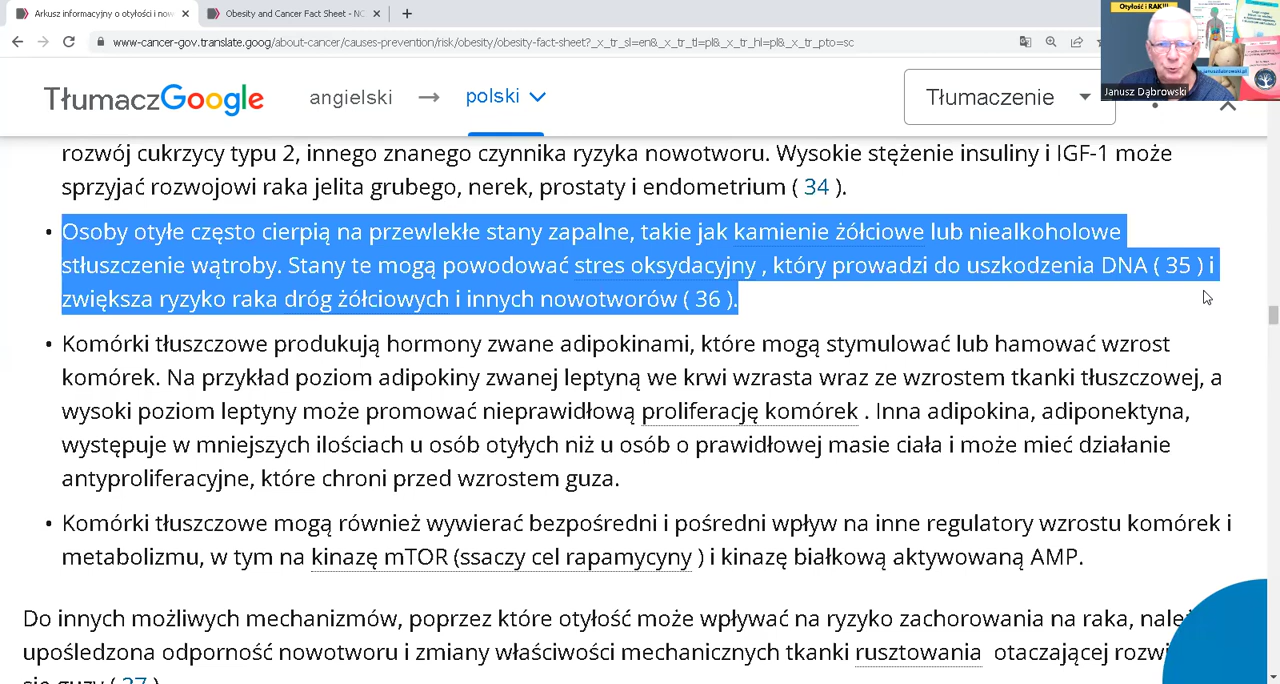 Arkusz informacyjny o otyłości i now
Obesity and Cancer Fact Sheet - NC
www-cancer-gov.translate.goog/about-cancer/causes-prevention/risk/obesity/obesity-fact-sheet?_x_tr_sl=en&_x_tr_tl=pl&_x_tr_hl=pl&_x_tr_pto=sc
Otyłość i RAK!!!
januszdabrowski.pl
Janusz Dąbrowski
TłumaczGoogle angielski → polski Tłumaczenie
rozwój cukrzycy typu 2, innego znanego czynnika ryzyka nowotworu. Wysokie stężenie insuliny i IGF-1 może
sprzyjać rozwojowi raka jelita grubego, nerek, prostaty i endometrium ( 34 ).
• Osoby otyłe często cierpią na przewlekłe stany zapalne, takie jak kamienie żółciowe lub niealkoholowe
stłuszczenie wątroby. Stany te mogą powodować stres oksydacyjny , który prowadzi do uszkodzenia DNA ( 35 ) i
zwiększa ryzyko raka dróg żółciowych i innych nowotworów ( 36 ).
• Komórki tłuszczowe produkują hormony zwane adipokinami, które mogą stymulować lub hamować wzrost
komórek. Na przykład poziom adipokiny zwanej leptyną we krwi wzrasta wraz ze wzrostem tkanki tłuszczowej, a
wysoki poziom leptyny może promować nieprawidłową proliferację komórek . Inna adipokina, adiponektyna,
występuje w mniejszych ilościach u osób otyłych niż u osób o prawidłowej masie ciała i może mieć działanie
antyproliferacyjne, które chroni przed wzrostem guza.
• Komórki tłuszczowe mogą również wywierać bezpośredni i pośredni wpływ na inne regulatory wzrostu komórek i
metabolizmu, w tym na kinazę mTOR (ssaczy cel rapamycyny ) i kinazę białkową aktywowaną AMP.
Do innych możliwych mechanizmów, poprzez które otyłość może wpływać na ryzyko zachorowania na raka, nale
upośledzona odporność nowotworu i zmiany właściwości mechanicznych tkanki rusztowania otaczającej rozwi
się guzy ( 37 ).